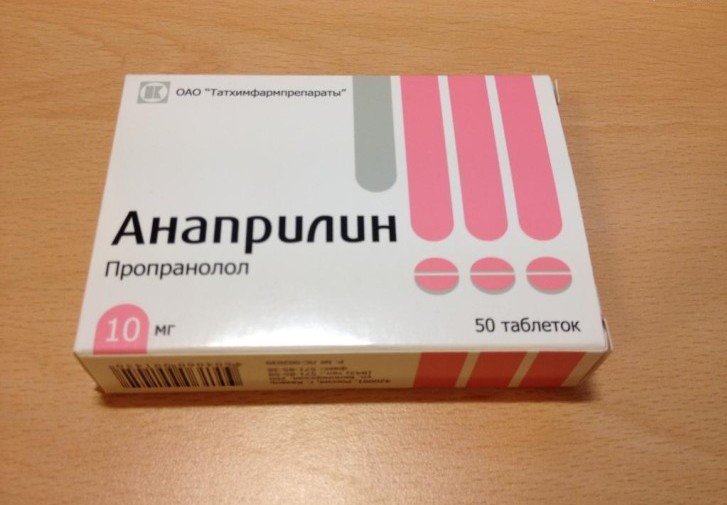 ОАО "Татхимфармпрепараты"
Анаприлин
Пропранолол
10 мг
50 таблеток